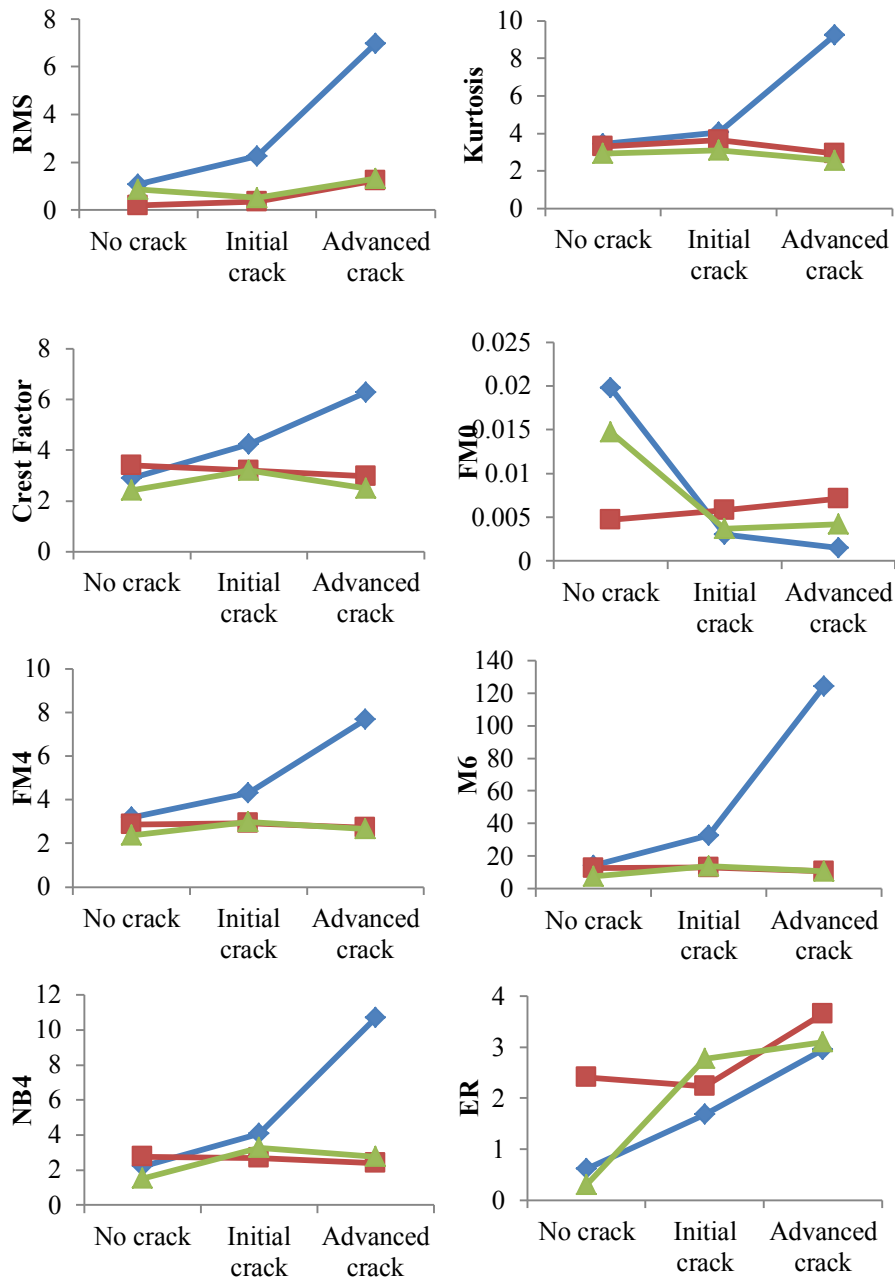 8
6
4
2
0
RMS
No crack
Initial
crack
Advanced
crack
10
8
6
4
2
0
Kurtosis
No crack
Initial
crack
Advanced
crack
8
6
4
2
0
Crest Factor
No crack
Initial
crack
Advanced
crack
0.025
0.02
0.015
0.01
0.005
0
FM0
No crack
Initial
crack
Advanced
crack
10
8
6
4
2
0
FM4
No crack
Initial
crack
Advanced
crack
140
120
100
80
60
40
20
0
M6
No crack
Initial
crack
Advanced
crack
12
10
8
6
4
2
0
NB4
No crack
Initial
crack
Advanced
crack
4
3
2
1
0
ER
No crack
Initial
crack
Advanced
crack